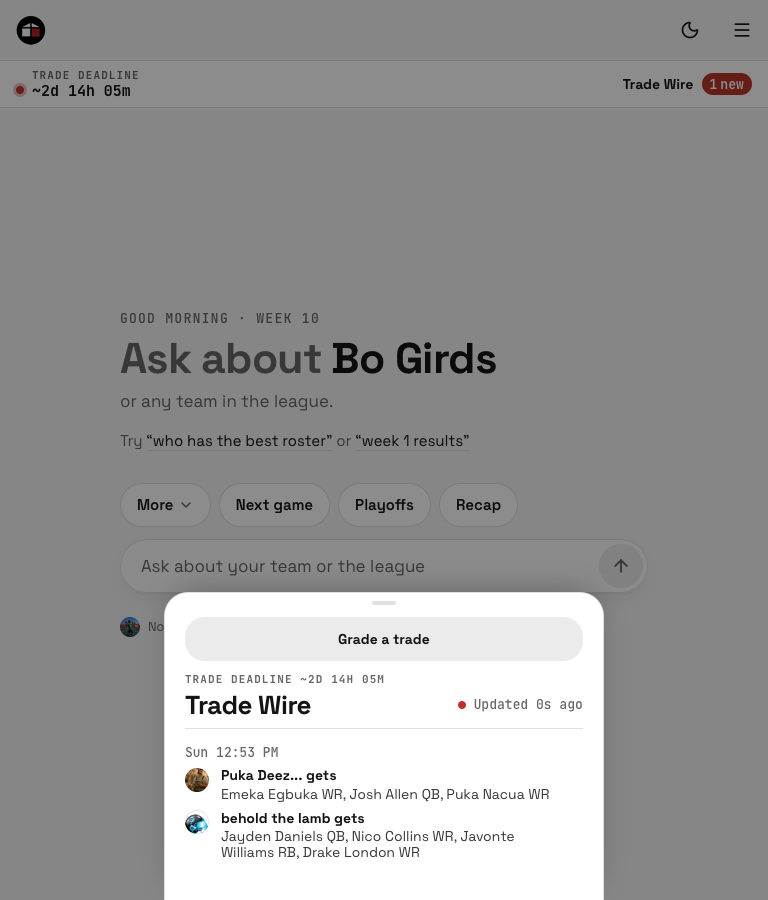 TRADE DEADLINE
~2d 14h 05m
Trade Wire 1 new
GOOD MORNING · WEEK 10
Ask about Bo Girds
or any team in the league.
Try “who has the best roster” or “week 1 results”
More Next game Playoffs Recap
Ask about your team or the league
No
Grade a trade
TRADE DEADLINE ~2D 14H 05M
Trade Wire Updated 0s ago
Sun 12:53 PM
Puka Deez... gets
Emeka Egbuka WR, Josh Allen QB, Puka Nacua WR
behold the lamb gets
Jayden Daniels QB, Nico Collins WR, Javonte
Williams RB, Drake London WR